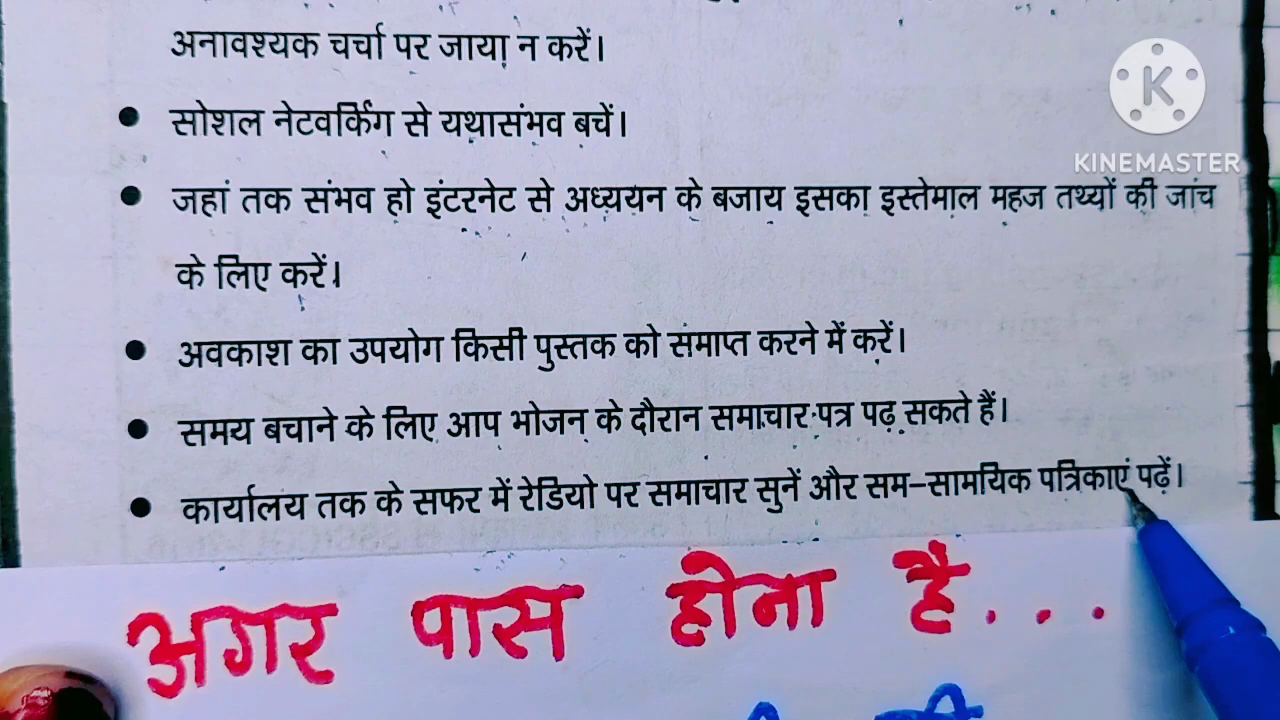 अनावश्यक चर्चा पर जाया न करें।
• सोशल नेटवर्किंग से यथासंभव बचें।
• जहां तक संभव हो इंटरनेट से अध्ययन के बजाय इसका इस्तेमाल महज तथ्यों की जांच
के लिए करें।
• अवकाश का उपयोग किसी पुस्तक को समाप्त करने में करें।
• समय बचाने के लिए आप भोजन के दौरान समाचार पत्र पढ़ सकते हैं।
• कार्यालय तक के सफर में रेडियो पर समाचार सुनें और सम–सामयिक पत्रिकाएं पढ़ें।
अगर पास होना है...
K
KINEMASTER